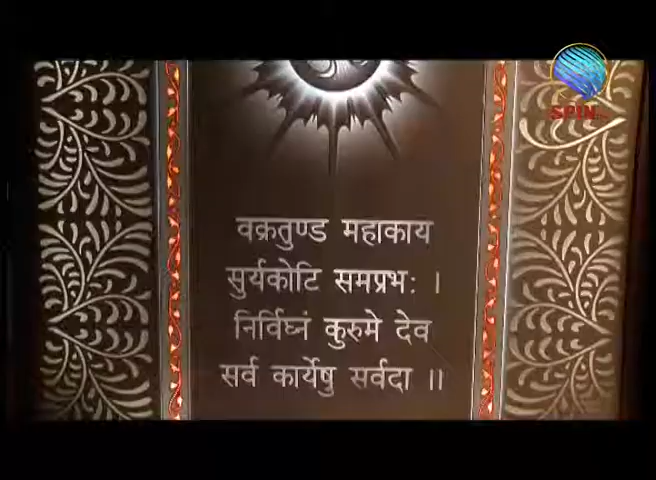 SPIN
वक्रतुण्ड महाकाय
सुर्यकोटि समप्रभः ।
निर्विघ्नं कुरुमे देव
सर्व कार्येषु सर्वदा ॥